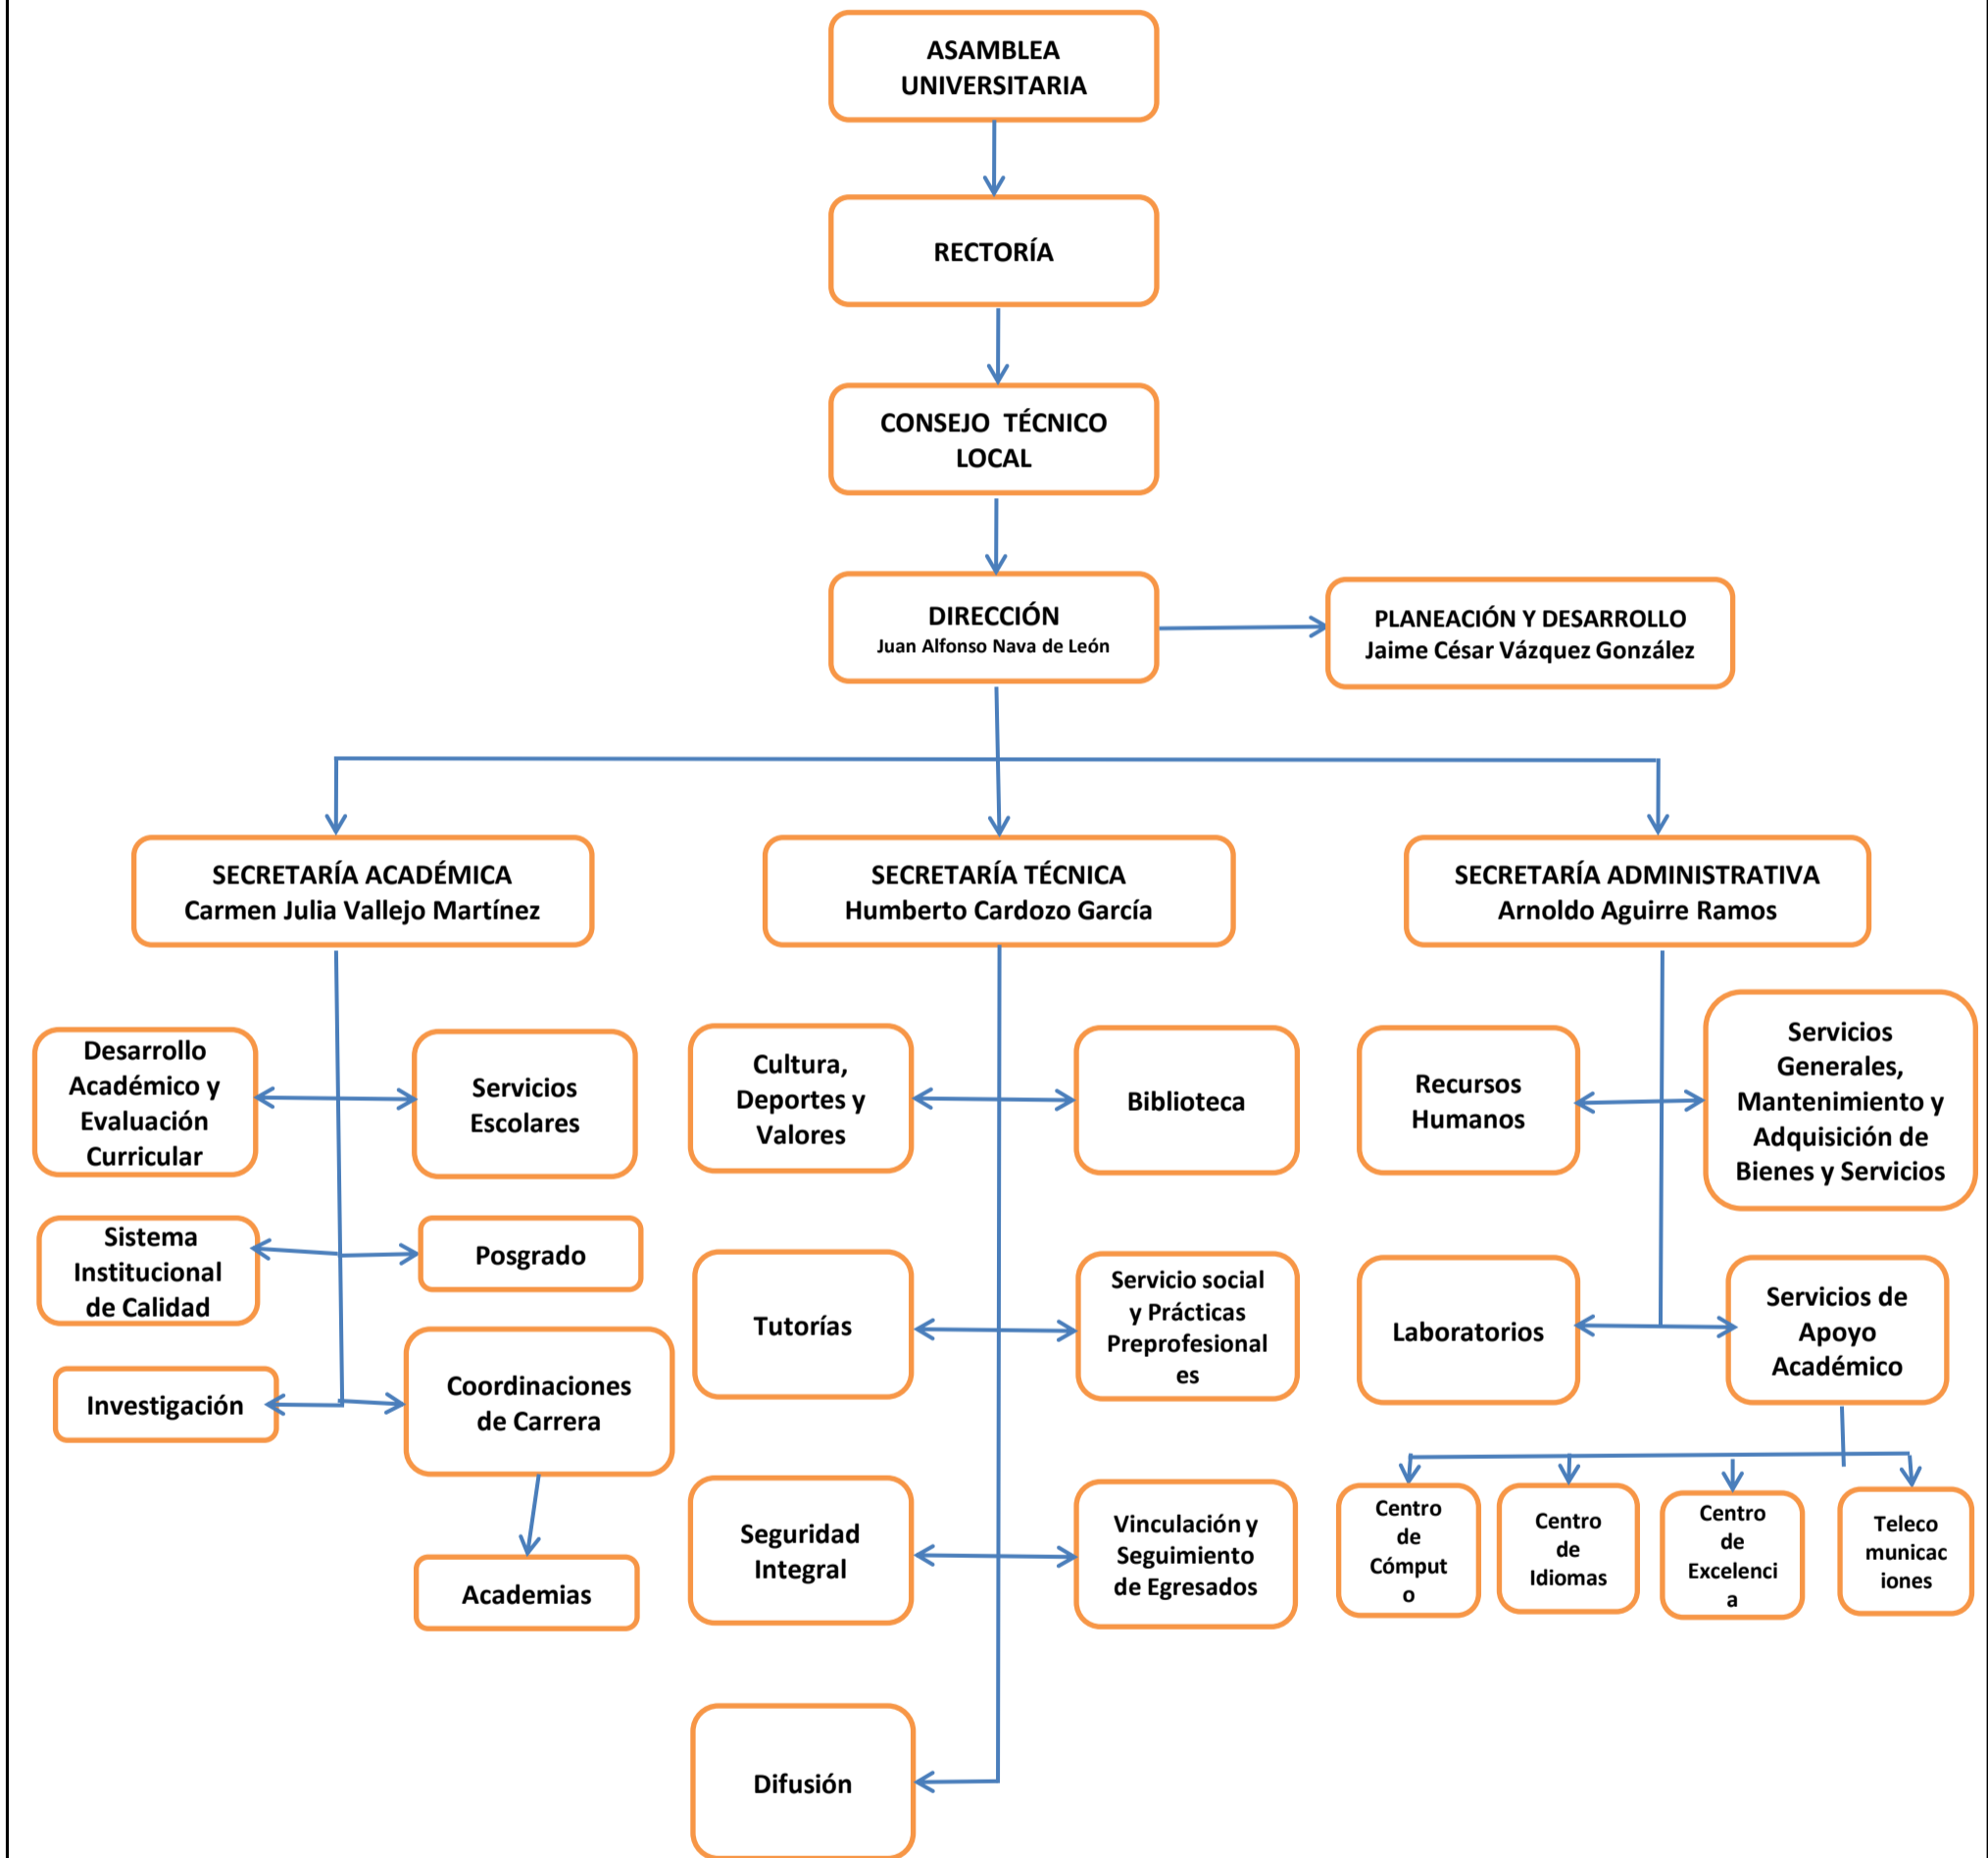 ASAMBLEA
UNIVERSITARIA
RECTORÍA
CONSEJO TÉCNICO
LOCAL
DIRECCIÓN
Juan Alfonso Nava de León
PLANEACIÓN Y DESARROLLO
Jaime César Vázquez González
SECRETARÍA ACADÉMICA
Carmen Julia Vallejo Martínez
SECRETARÍA TÉCNICA
Humberto Cardozo García
SECRETARÍA ADMINISTRATIVA
Arnoldo Aguirre Ramos
Desarrollo
Académico y
Evaluación
Curricular
Servicios
Escolares
Cultura,
Deportes y
Valores
Biblioteca
Recursos
Humanos
Servicios
Generales,
Mantenimiento y
Adquisición de
Bienes y Servicios
Sistema
Institucional
de Calidad
Posgrado
Tutorías
Servicio social
y Prácticas
Preprofesional
es
Laboratorios
Servicios de
Apoyo
Académico
Investigación
Coordinaciones
de Carrera
Academias
Seguridad
Integral
Vinculación y
Seguimiento
de Egresados
Centro
de
Cómput
o
Centro
de
Idiomas
Centro
de
Excelenci
a
Teleco
municac
iones
Difusión